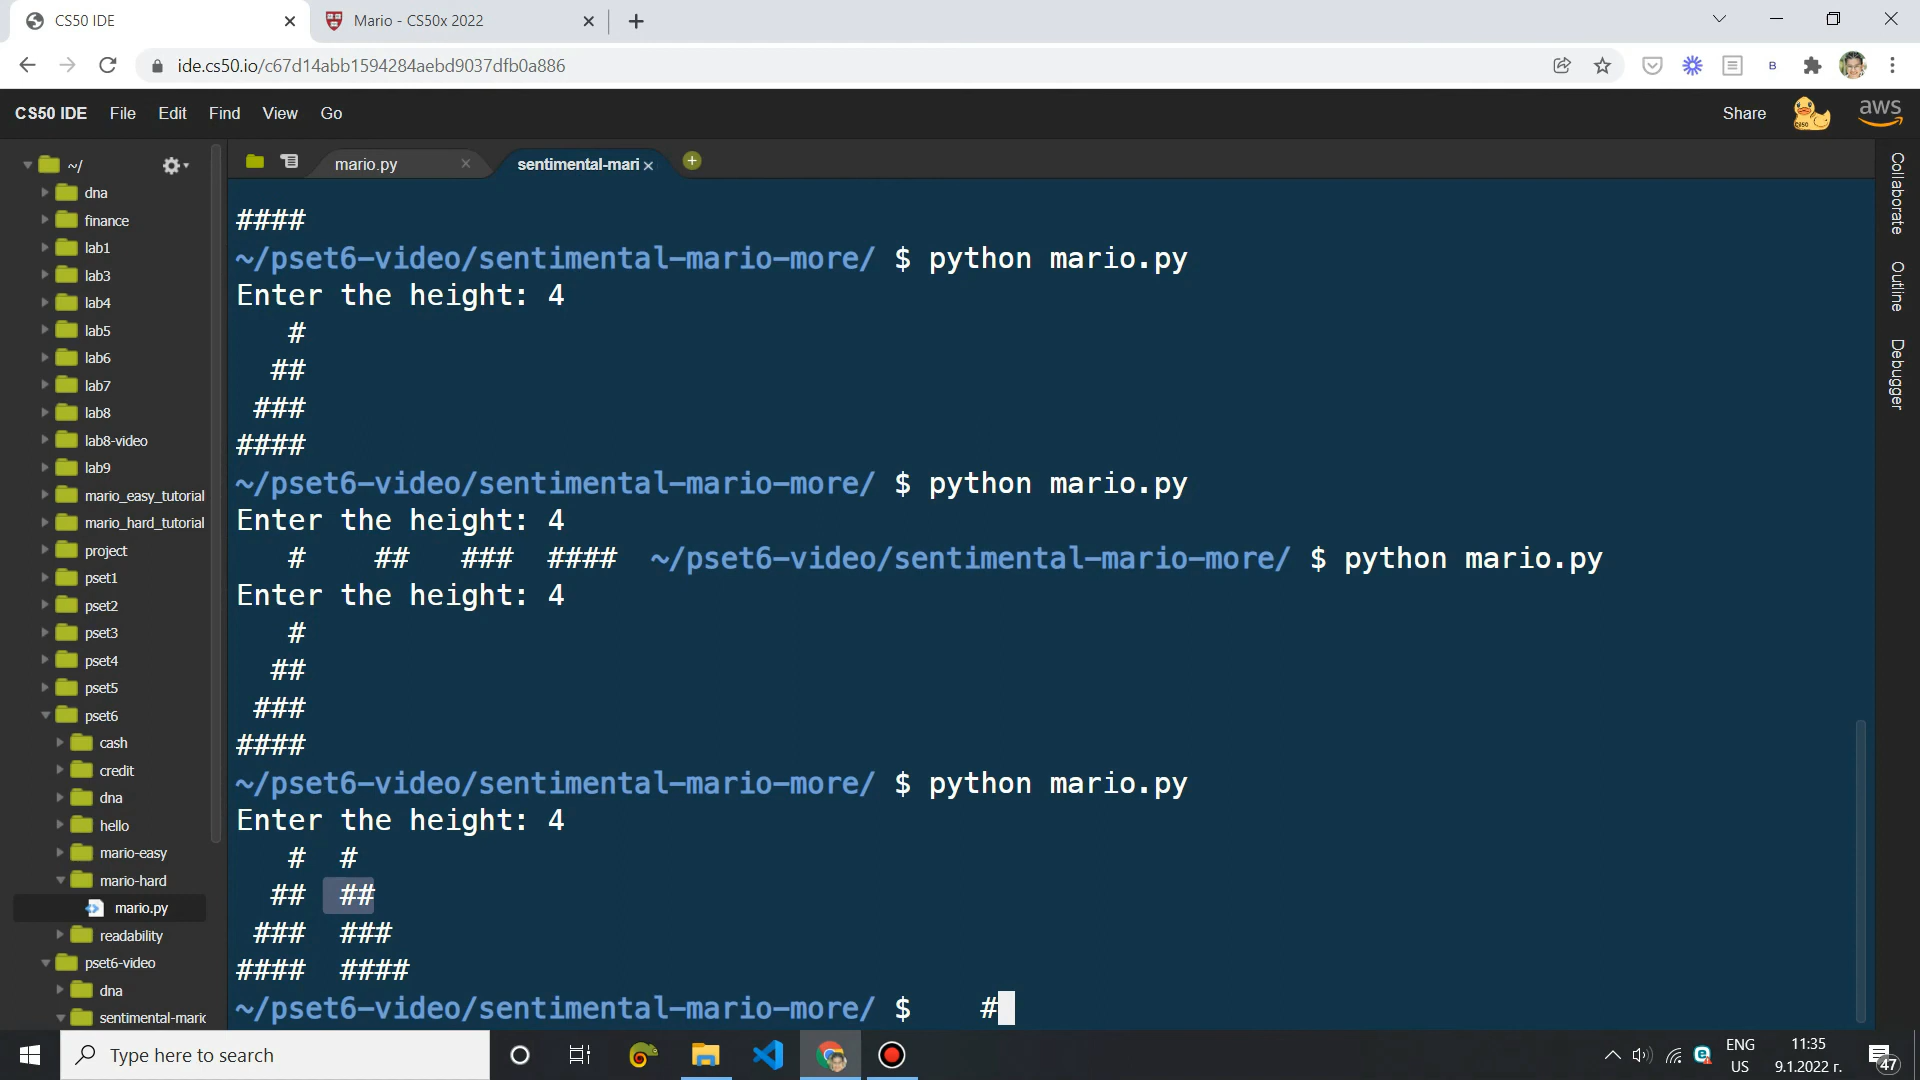 CS50 IDE
Mario - CS50x 2022
ide.cs50.io/c67d14abb1594284aebd9037dfb0a886
B
CS50 IDE File Edit Find View Go
Share
aws
~/
dna
finance
lab1
lab3
lab4
lab5
lab6
lab7
lab8
lab8-video
lab9
mario_easy_tutorial
mario_hard_tutorial
project
pset1
pset2
pset3
pset4
pset5
pset6
cash
credit
dna
hello
mario-easy
mario-hard
mario.py
readability
pset6-video
dna
sentimental-mario
mario.py
sentimental-mari
####
~/pset6-video/sentimental-mario-more/ $ python mario.py
Enter the height: 4
   #
  ##
 ###
####
~/pset6-video/sentimental-mario-more/ $ python mario.py
Enter the height: 4
   #    ##   ###  ####  ~/pset6-video/sentimental-mario-more/ $ python mario.py
Enter the height: 4
   #
  ##
 ###
####
~/pset6-video/sentimental-mario-more/ $ python mario.py
Enter the height: 4
   #  #
  ##  ##
 ###  ###
####  ####
~/pset6-video/sentimental-mario-more/ $    #
Collaborate
Outline
Debugger
Type here to search
ENG
US
11:35
9.1.2022 г.
47